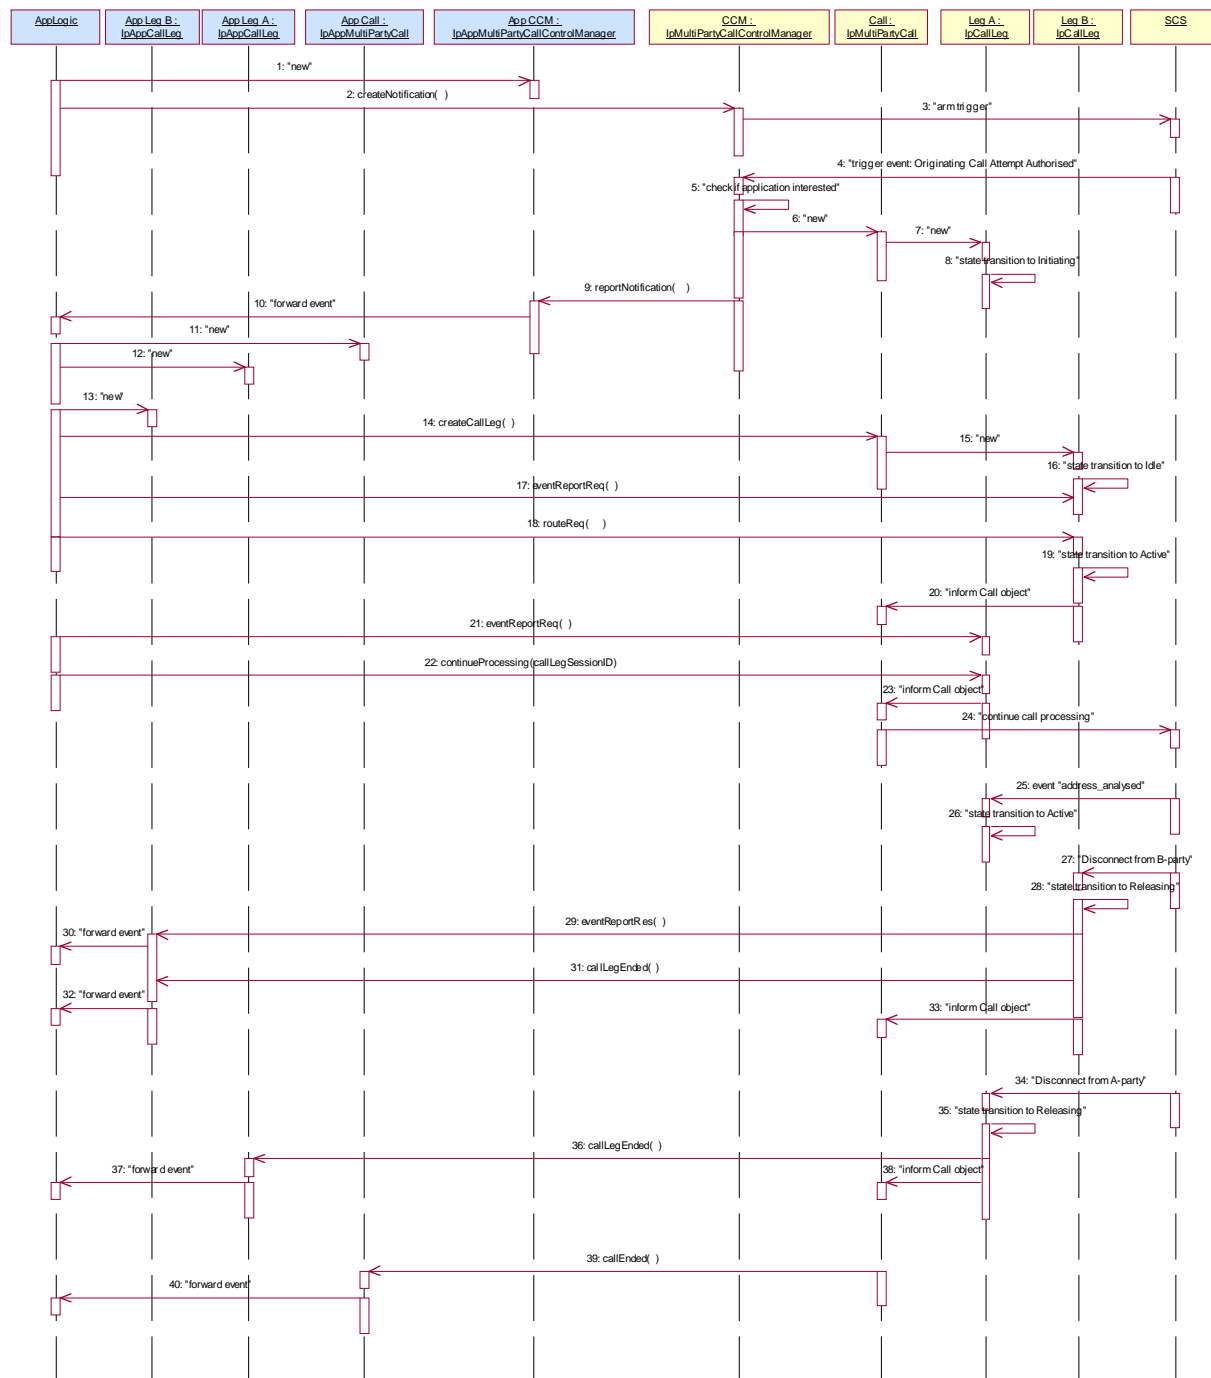 AppLogic
App Leg B :
IpAppCallLeg
App Leg A :
IpAppCallLeg
App Call :
IpAppMultiPartyCall
App CCM :
IpAppMultiPartyCallControlManager
CCM :
IpMultiPartyCallControlManager
Call :
IpMultiPartyCall
Leg A :
IpCallLeg
Leg B :
IpCallLeg
SCS
1: "new"
2: createNotification( )
3: "arm trigger"
4: "trigger event: Originating Call Attempt Authorised"
5: "check if application interested"
6: "new"
7: "new"
8: "state transition to Initiating"
9: reportNotification( )
10: "forward event"
11: "new"
12: "new"
13: "new"
14: createCallLeg( )
15: "new"
16: "state transition to Idle"
17: eventReportReq( )
18: routeReq( )
19: "state transition to Active"
20: "inform Call object"
21: eventReportReq( )
22: continueProcessing(callLegSessionID)
23: "inform Call object"
24: "continue call processing"
25: event "address_analysed"
26: "state transition to Active"
27: "Disconnect from B-party"
28: "state transition to Releasing"
29: eventReportRes( )
30: "forward event"
31: callLegEnded( )
32: "forward event"
33: "inform Call object"
34: "Disconnect from A-party"
35: "state transition to Releasing"
36: callLegEnded( )
37: "forward event"
38: "inform Call object"
39: callEnded( )
40: "forward event"